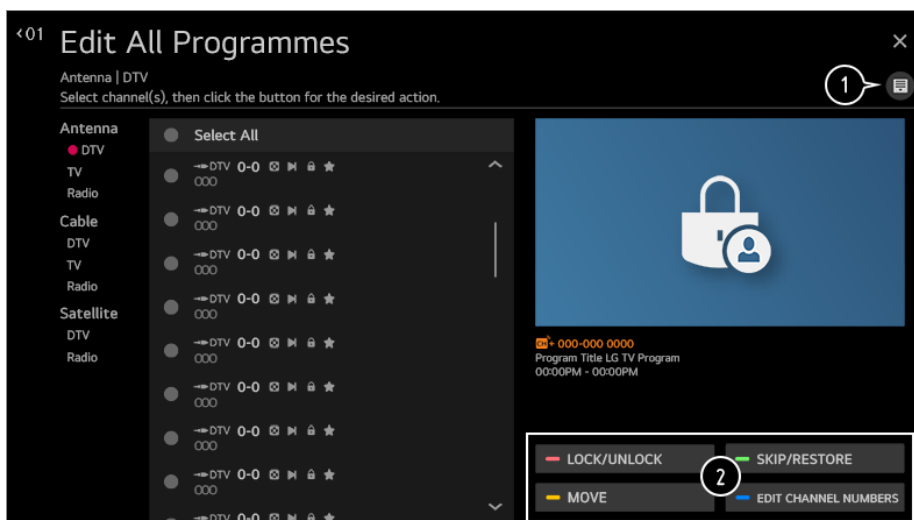 ‹01 Edit All Programmes
Antenna | DTV
Select channel(s), then click the button for the desired action.
1
Antenna
DTV
TV
Radio
Cable
DTV
TV
Radio
Satellite
DTV
Radio
Select All
DTV 0-0
000
DTV 0-0
000
DTV 0-0
000
DTV 0-0
000
DTV 0-0
000
DTV 0-0
000
DTV 0-0
000
DTV 0-0
000
DTV 0-0
CH+ 000-000 0000
Program Title LG TV Program
00:00PM - 00:00PM
LOCK/UNLOCK
SKIP/RESTORE
2
MOVE
EDIT CHANNEL NUMBERS